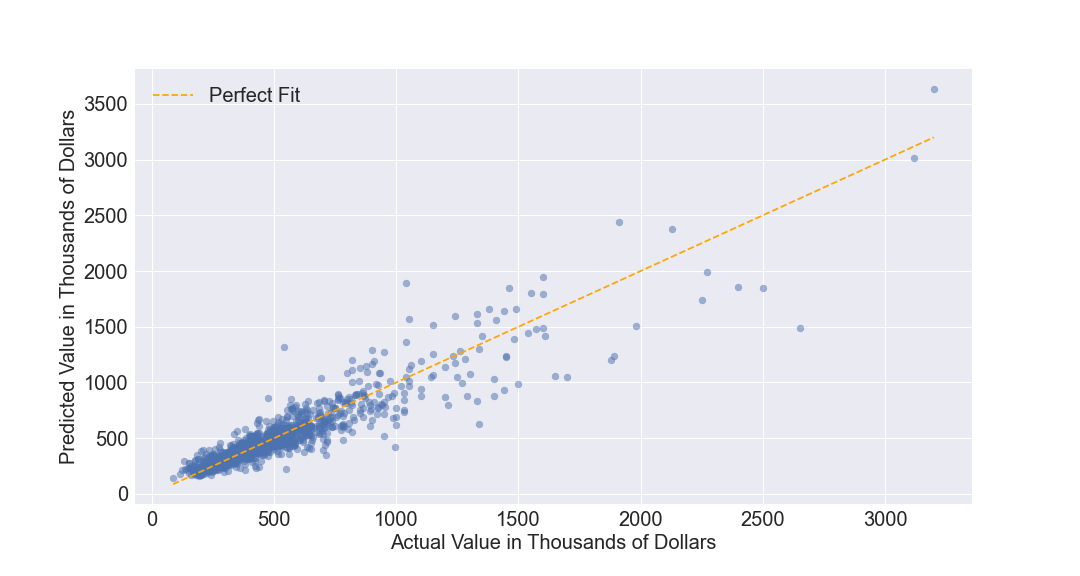 Perfect Fit
3500
3000
2500
2000
1500
1000
500
0
Predicted Value in Thousands of Dollars
0 500 1000 1500 2000 2500 3000
Actual Value in Thousands of Dollars